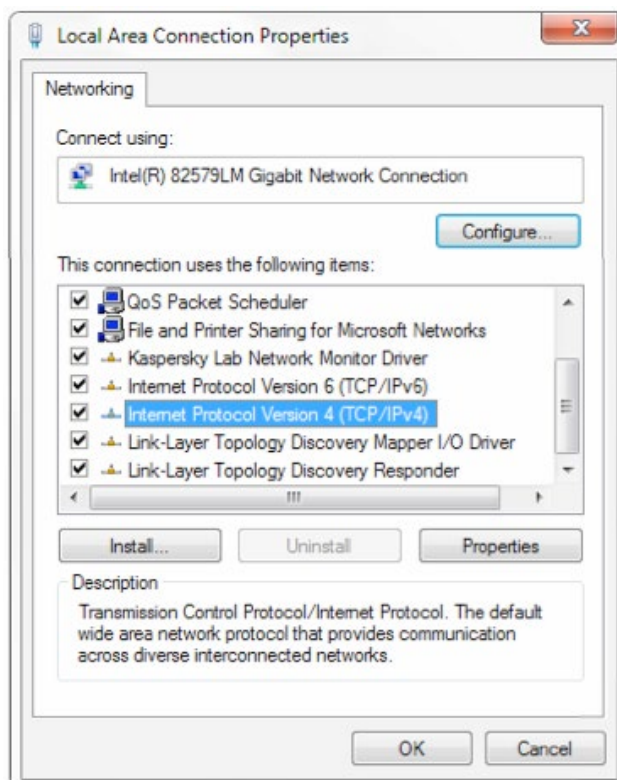 Local Area Connection Properties
Networking
Connect using:
Intel(R) 82579LM Gigabit Network Connection
Configure...
This connection uses the following items:
QoS Packet Scheduler
File and Printer Sharing for Microsoft Networks
Kaspersky Lab Network Monitor Driver
Internet Protocol Version 6 (TCP/IPv6)
Internet Protocol Version 4 (TCP/IPv4)
Link-Layer Topology Discovery Mapper I/O Driver
Link-Layer Topology Discovery Responder
Install...
Uninstall
Properties
Description
Transmission Control Protocol/Internet Protocol. The default
wide area network protocol that provides communication
across diverse interconnected networks.
OK
Cancel